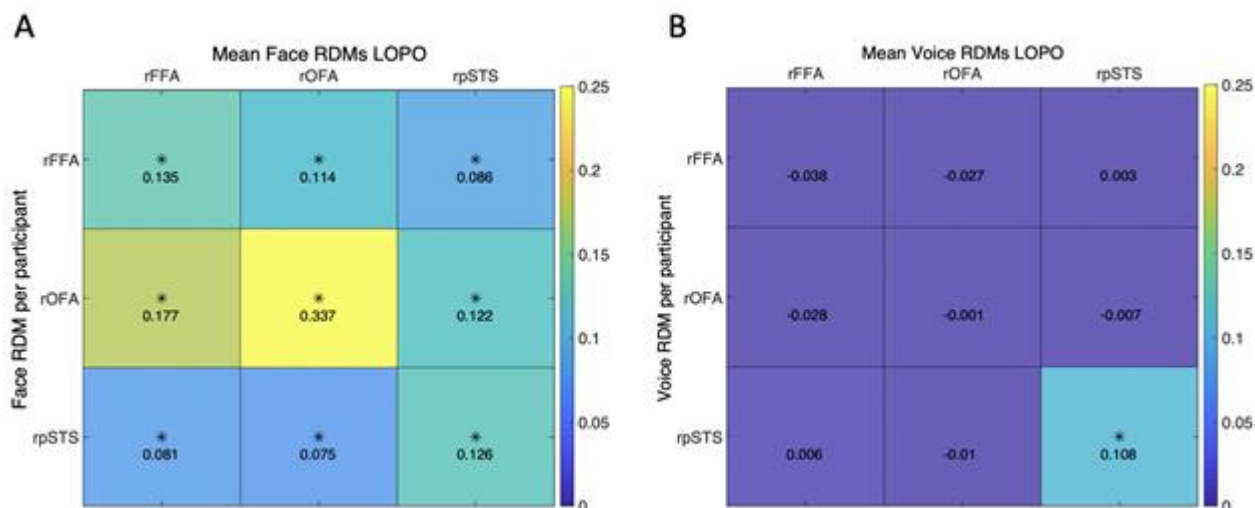 A
Mean Face RDMs LOPO
rFFA rOFA rpSTS
Face RDM per participant
rFFA
* * *
0.135 0.114 0.086
rOFA
* * *
0.177 0.337 0.122
rpSTS
* * *
0.081 0.075 0.126
0.25
0.2
0.15
0.1
0.05
0
B
Mean Voice RDMs LOPO
rFFA rOFA rpSTS
Voice RDM per participant
rFFA
-0.038 -0.027 0.003
rOFA
-0.028 -0.001 -0.007
rpSTS
*
0.006 -0.01 0.108
0.25
0.2
0.15
0.1
0.05
0